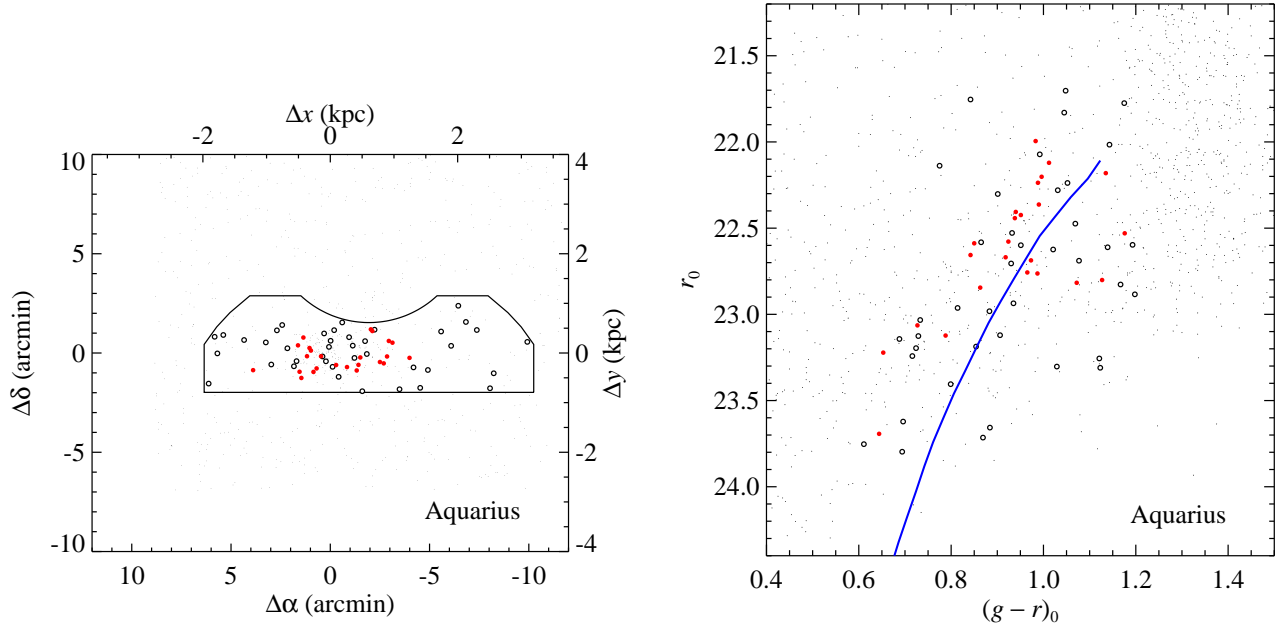 Δx (kpc)
-2 0 2
10
5
0
-5
-10
Δδ (arcmin)
4
2
0
-2
-4
Δy (kpc)
Aquarius
10 5 0 -5 -10
Δα (arcmin)
21.5
22.0
22.5
23.0
23.5
24.0
r₀
Aquarius
0.4 0.6 0.8 1.0 1.2 1.4
(g − r)₀